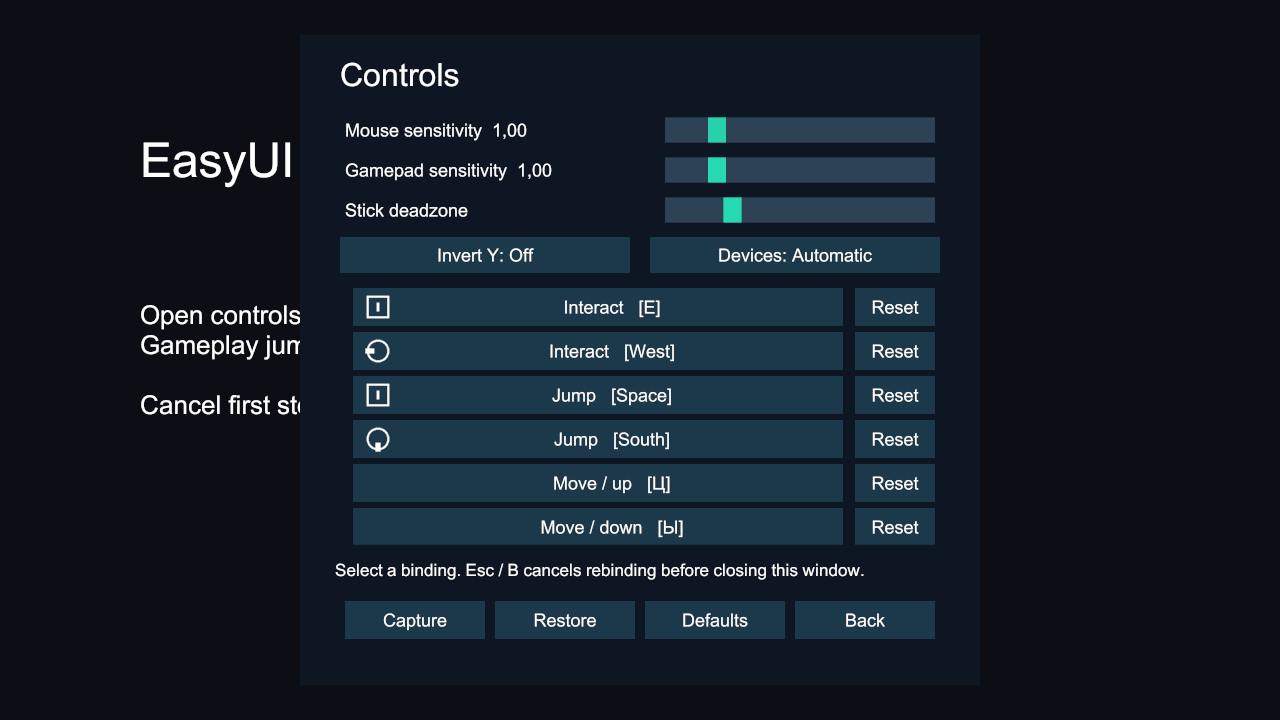 Controls
Mouse sensitivity 1,00
Gamepad sensitivity 1,00
Stick deadzone
EasyUI
Invert Y: Off
Devices: Automatic
Open controls
Gameplay jum
Cancel first ste
Interact [E]
Reset
Interact [West]
Reset
Jump [Space]
Reset
Jump [South]
Reset
Move / up [Ц]
Reset
Move / down [Ы]
Reset
Select a binding. Esc / B cancels rebinding before closing this window.
Capture
Restore
Defaults
Back